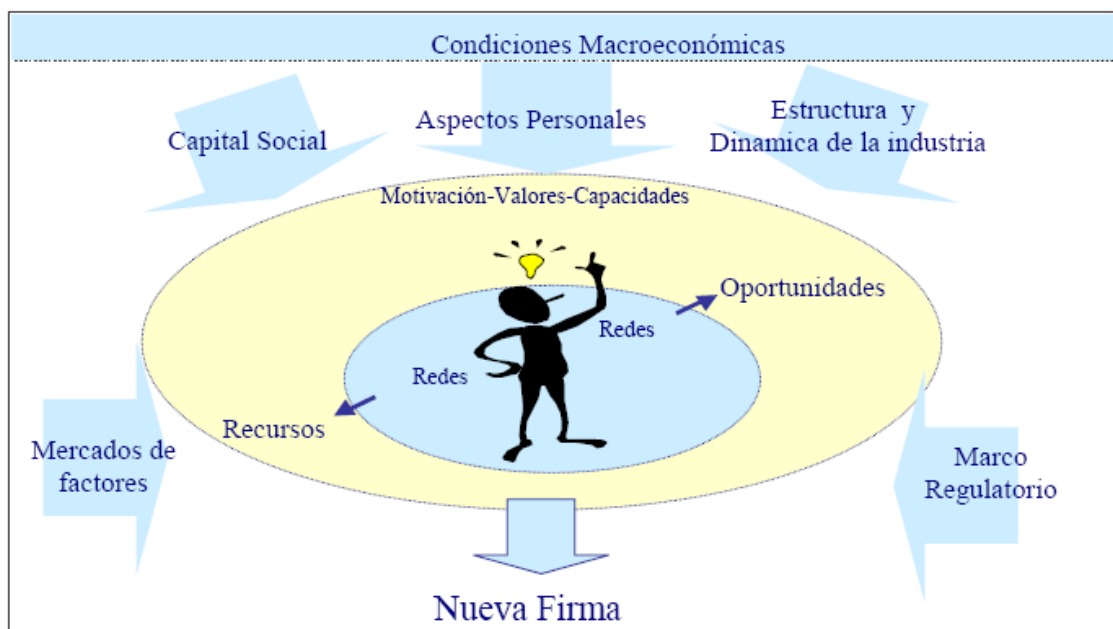 Condiciones Macroeconómicas
Capital Social
Aspectos Personales
Estructura y
Dinamica de la industria
Motivación-Valores-Capacidades
Oportunidades
Redes
Redes
Recursos
Mercados de
factores
Marco
Regulatorio
Nueva Firma